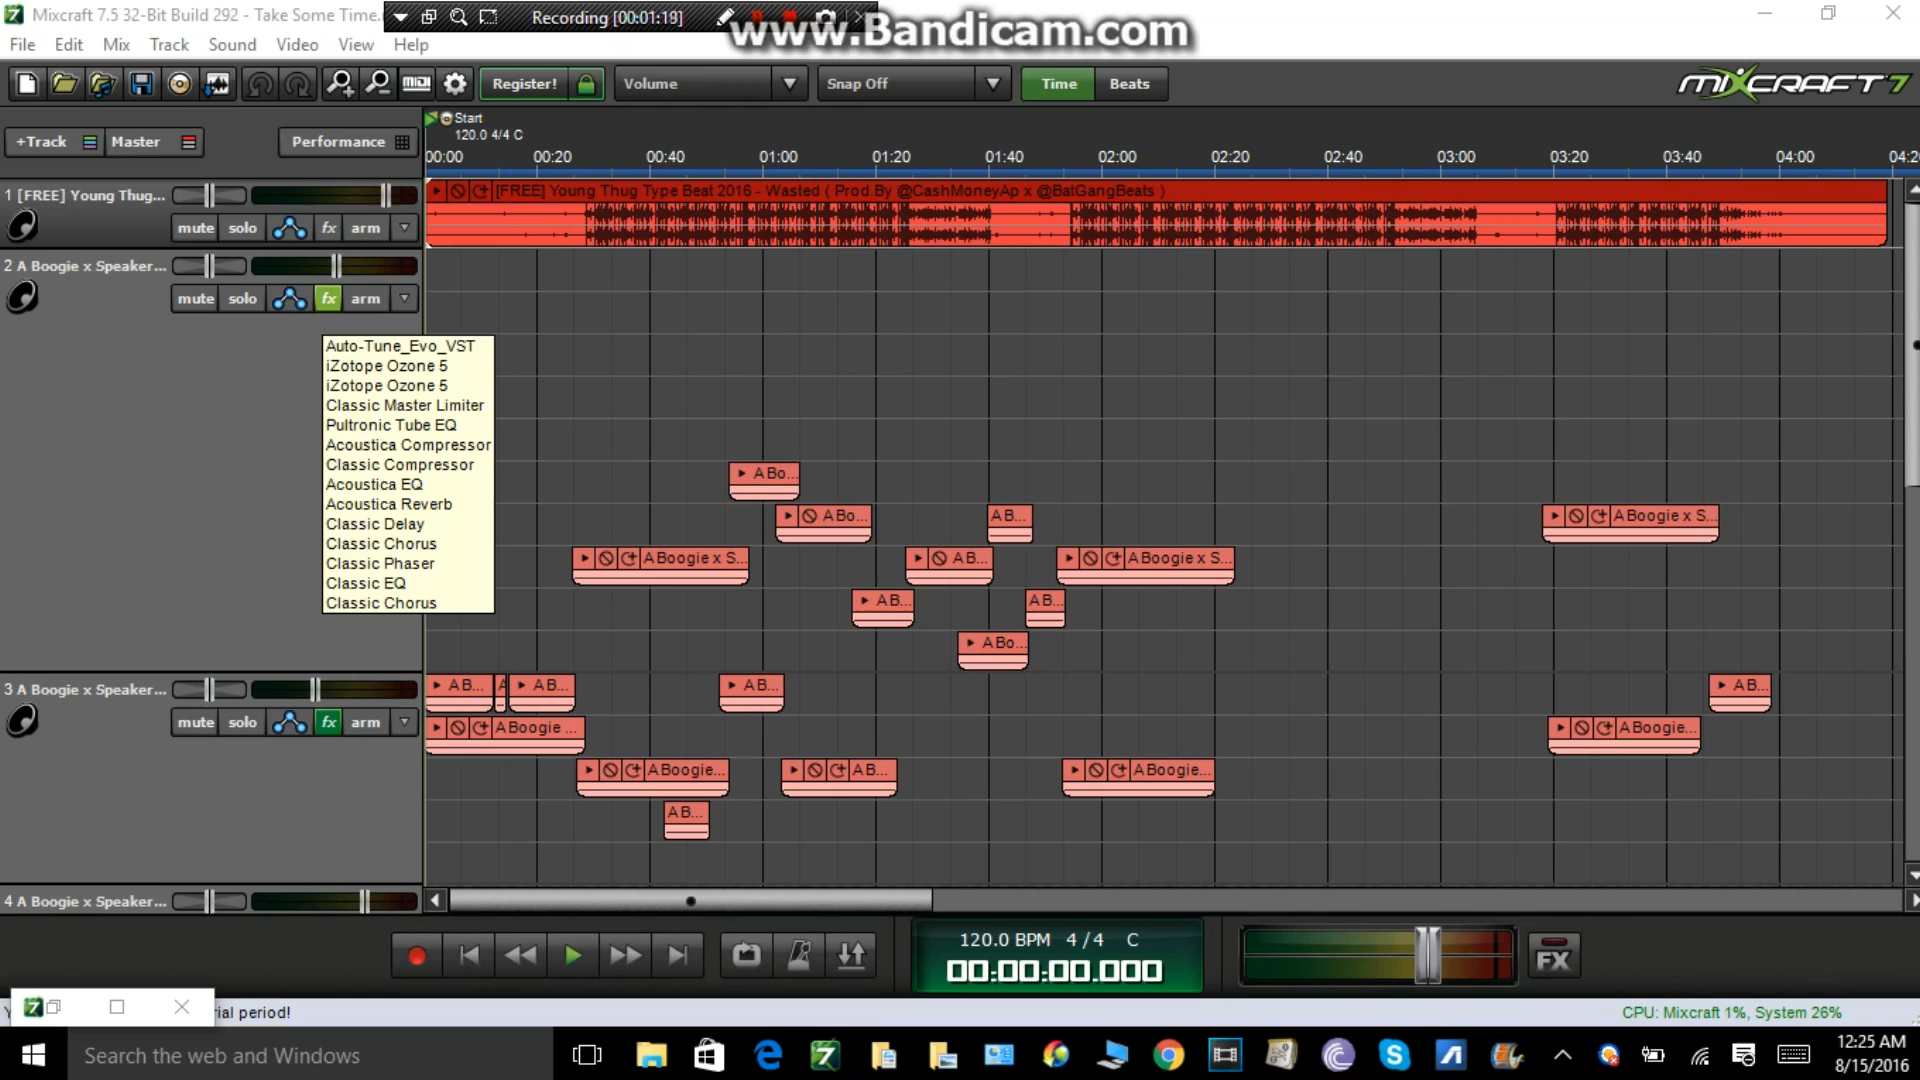 Mixcraft 7.5 32-Bit Build 292 - Take Some Time.
Recording [00:01:19]
www.Bandicam.com
File Edit Mix Track Sound Video View Help
Register! Volume Snap Off Time Beats
MIXCRAFT 7
+Track Master Performance
Start
120.0 4/4 C
00:00 00:20 00:40 01:00 01:20 01:40 02:00 02:20 02:40 03:00 03:20 03:40 04:00 04:20
1 [FREE] Young Thug...
[FREE] Young Thug Type Beat 2016 - Wasted ( Prod.By @CashMoneyAp x @BatGangBeats )
mute solo fx arm
2 A Boogie x Speaker...
mute solo fx arm
Auto-Tune_Evo_VST
iZotope Ozone 5
iZotope Ozone 5
Classic Master Limiter
Pultronic Tube EQ
Acoustica Compressor
Classic Compressor
Acoustica EQ
Acoustica Reverb
Classic Delay
Classic Chorus
Classic Phaser
Classic EQ
Classic Chorus
A Bo...
A Bo... A B... A Boogie x S...
A Boogie x S... A B... A Boogie x S...
A B... A B...
A Bo...
3 A Boogie x Speaker...
A B... A A B... A B... A B...
mute solo fx arm
A Boogie ... A Boogie...
A Boogie... A B... A Boogie...
A B...
4 A Boogie x Speaker...
120.0 BPM 4 / 4 C
00:00:00.000
FX
ial period!
CPU: Mixcraft 1%, System 26%
Search the web and Windows
12:25 AM
8/15/2016